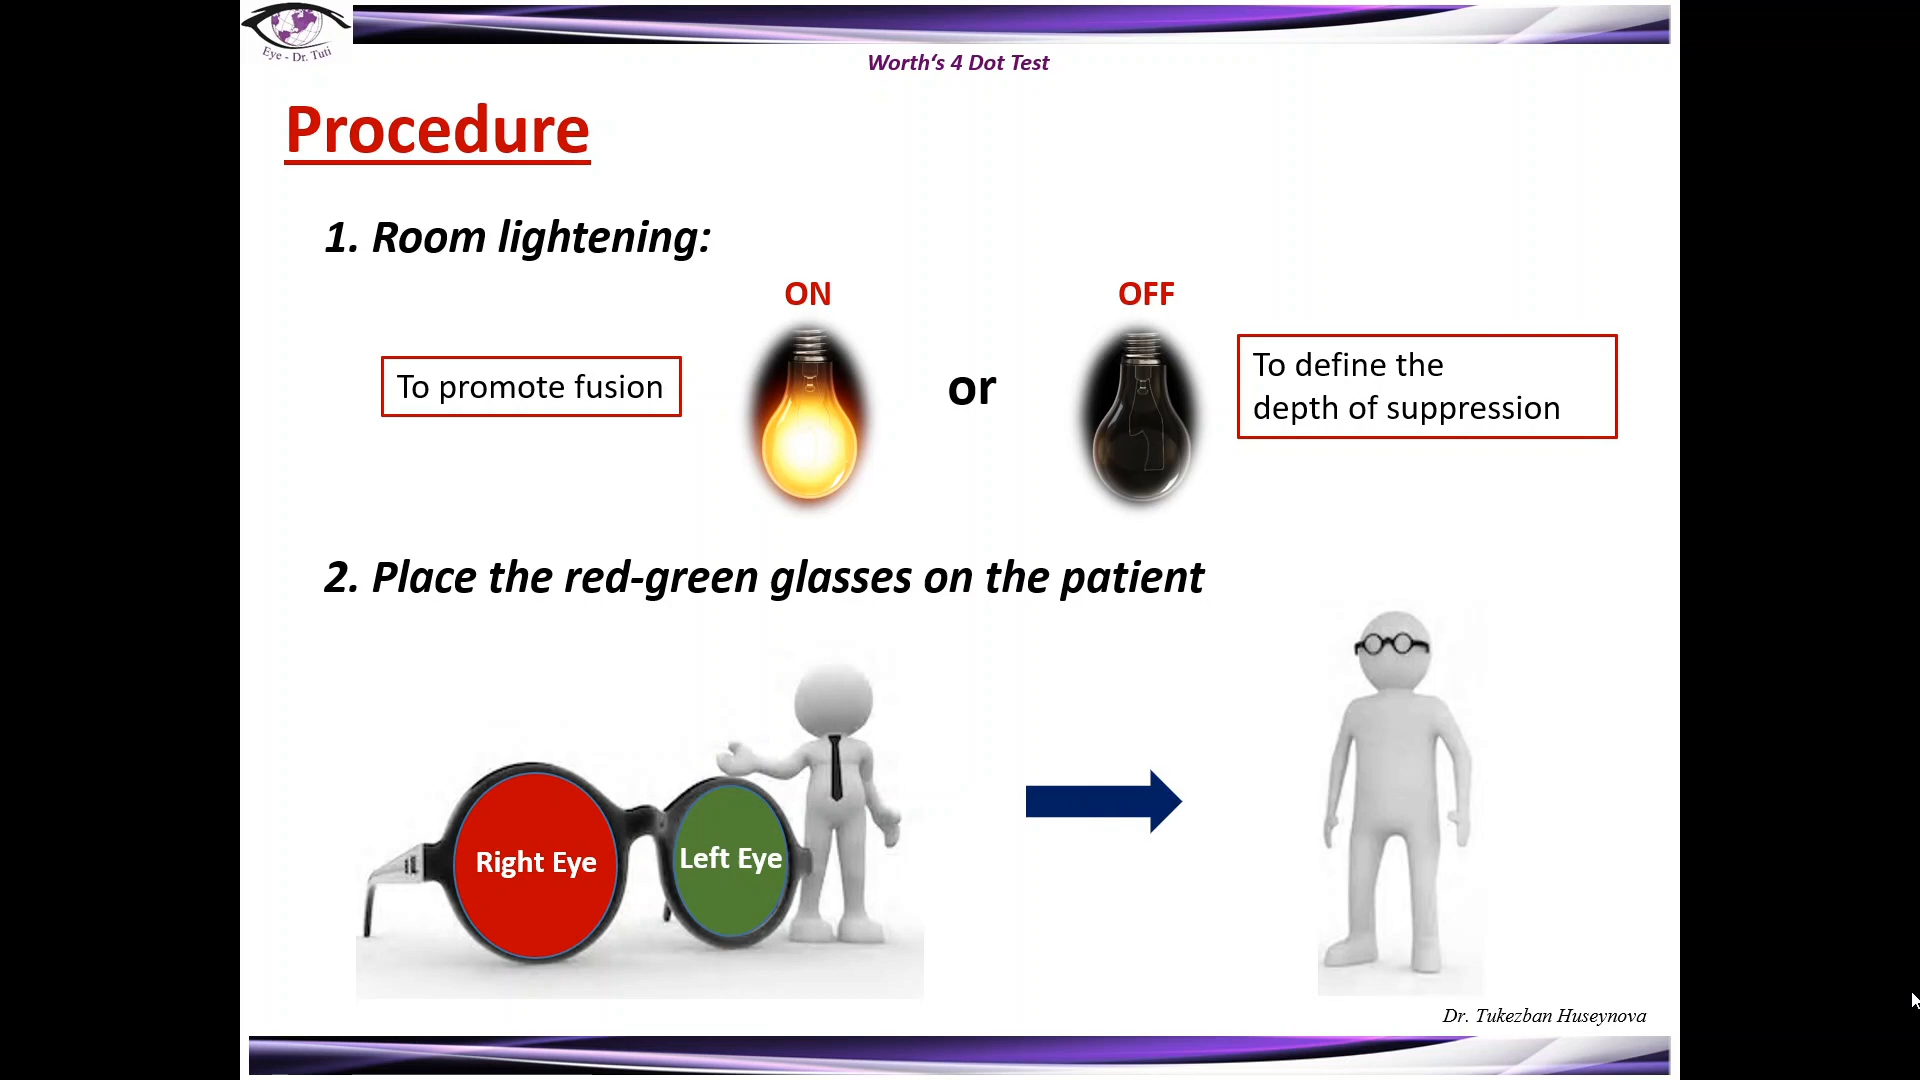 Eye - Dr. Tuti
Worth‘s 4 Dot Test
Procedure
1. Room lightening:
ON
OFF
To promote fusion
or
To define the
depth of suppression
2. Place the red-green glasses on the patient
Right Eye
Left Eye
Dr. Tukezban Huseynova